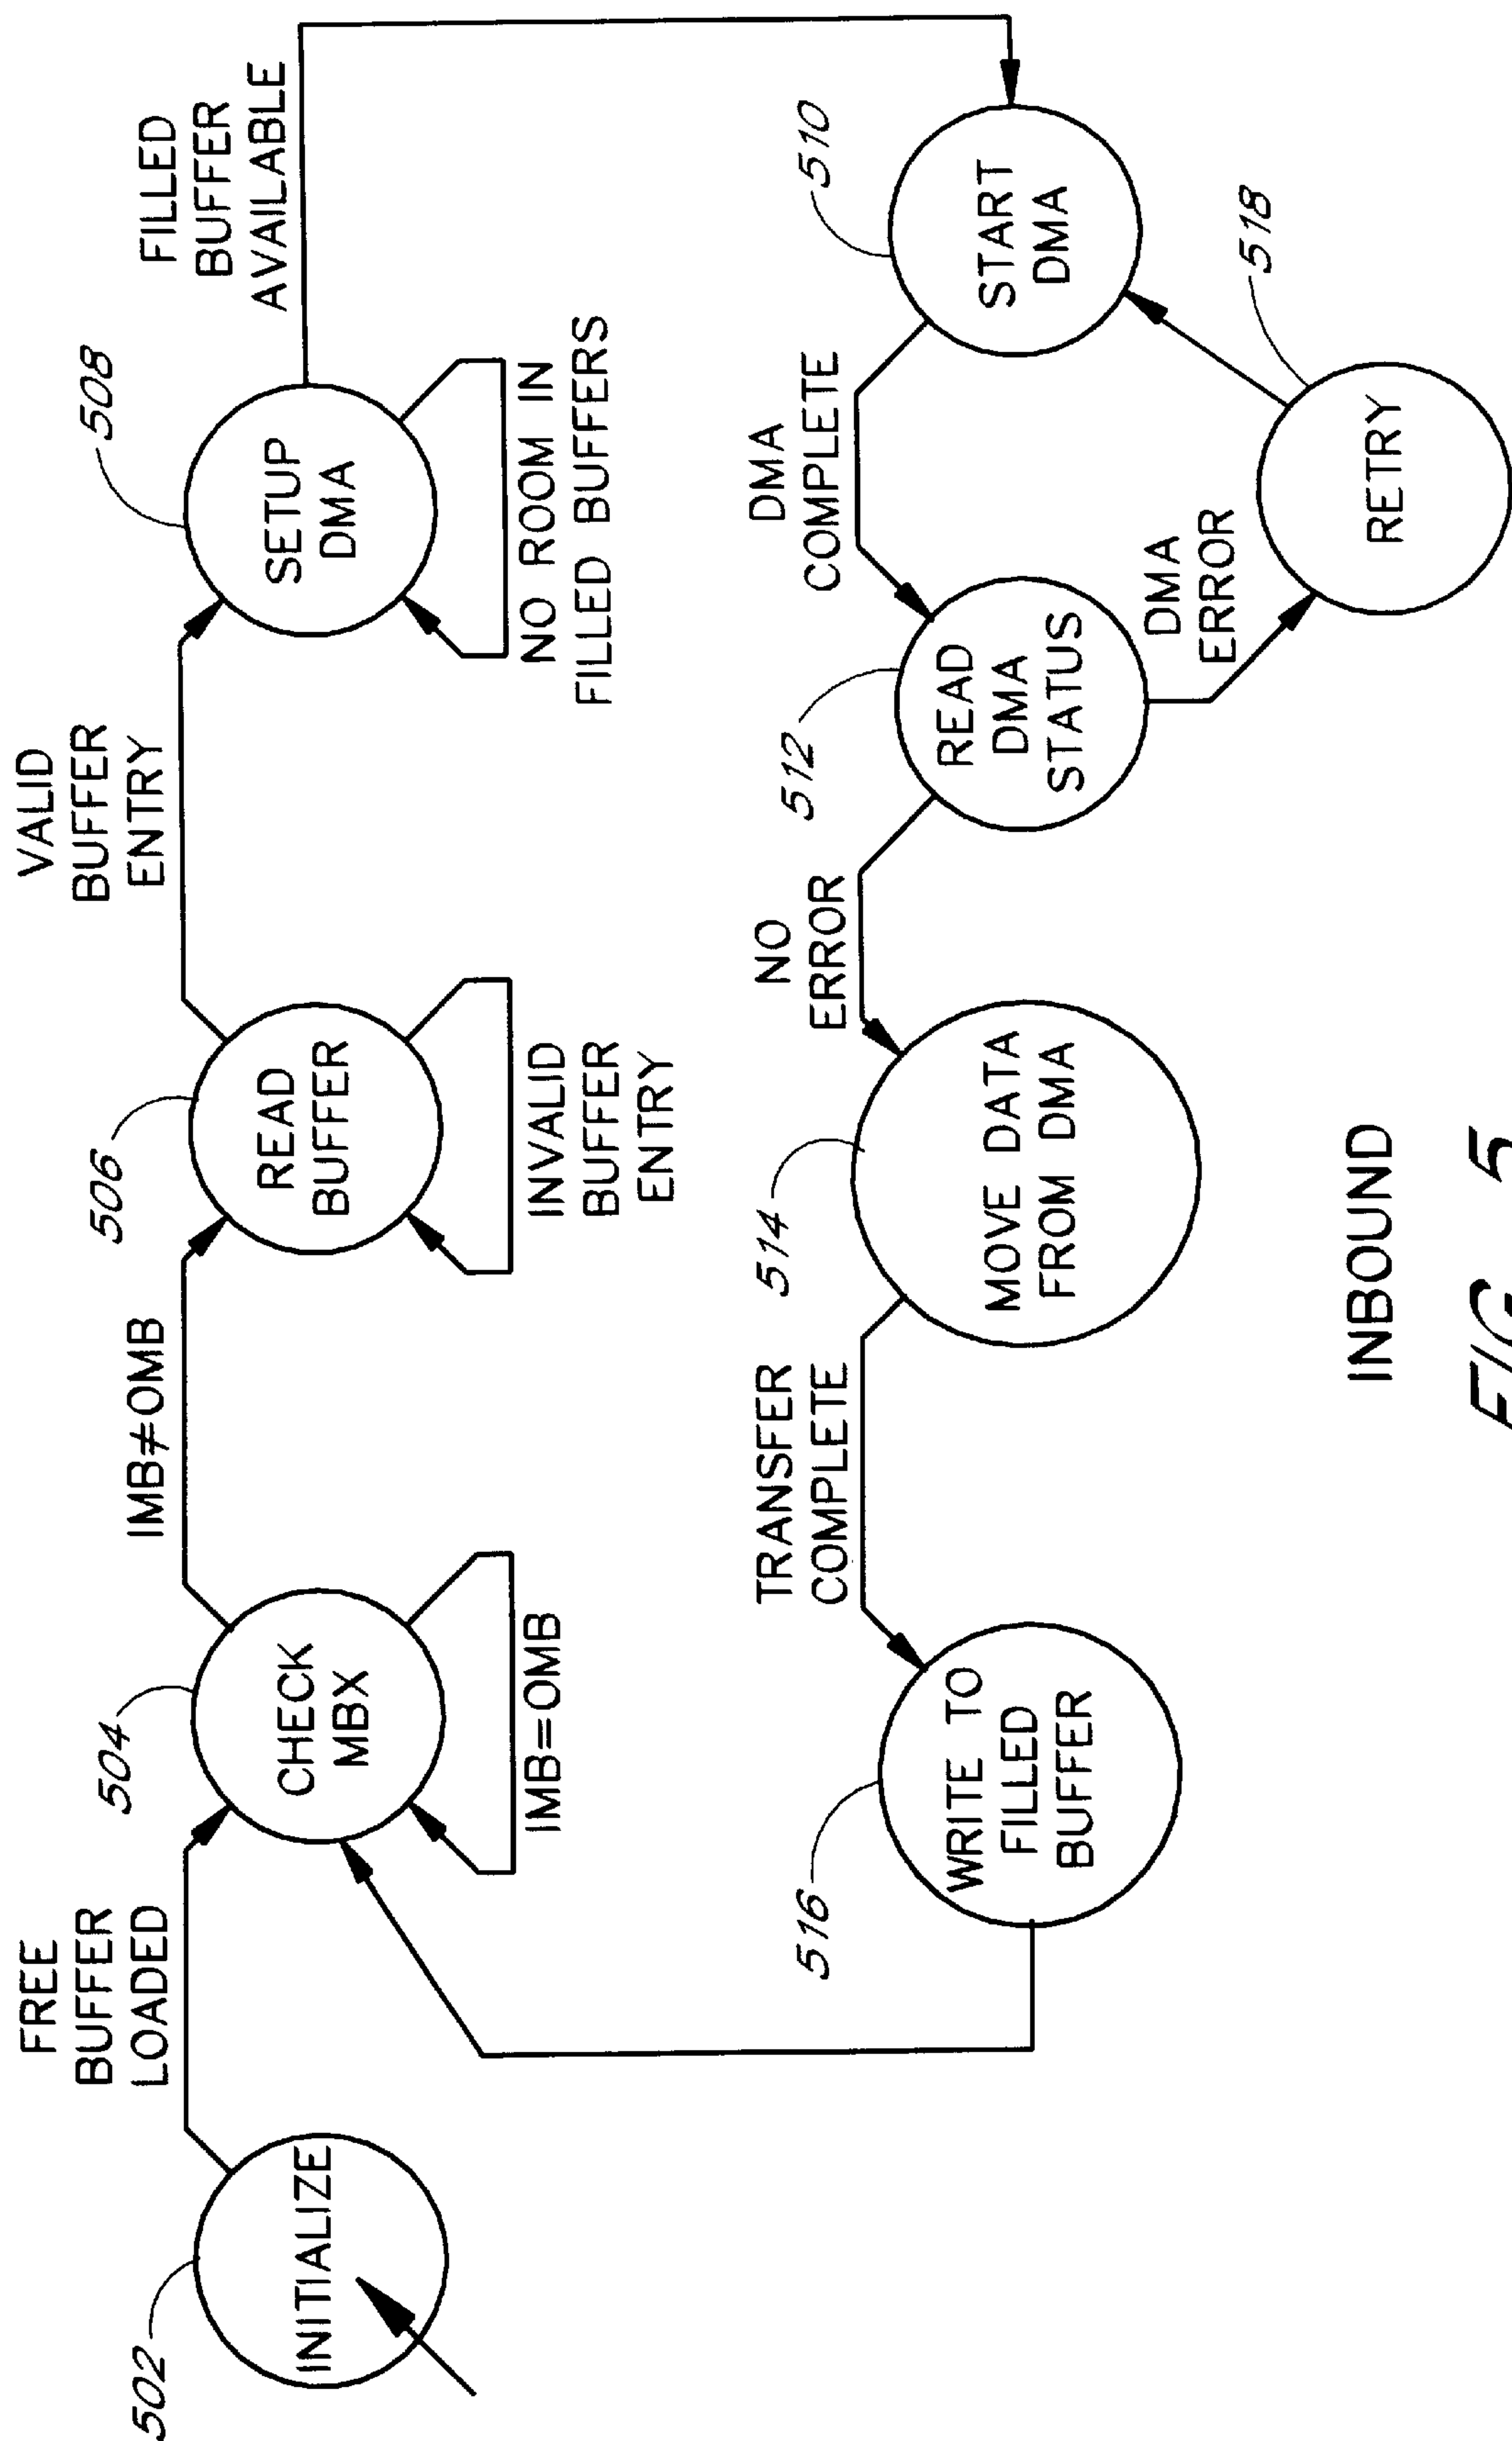 FREE
BUFFER
LOADED
IMB≠OMB
VALID
BUFFER
ENTRY
FILLED
BUFFER
AVAILABLE
502
INITIALIZE
504
CHECK
MBX
IMB=OMB
506
READ
BUFFER
INVALID
BUFFER
ENTRY
508
SETUP
DMA
NO ROOM IN
FILLED BUFFERS
510
START
DMA
DMA
COMPLETE
512
READ
DMA
STATUS
DMA
ERROR
518
RETRY
NO
ERROR
514
MOVE DATA
FROM DMA
TRANSFER
COMPLETE
516
WRITE TO
FILLED
BUFFER
INBOUND
FIG. 5